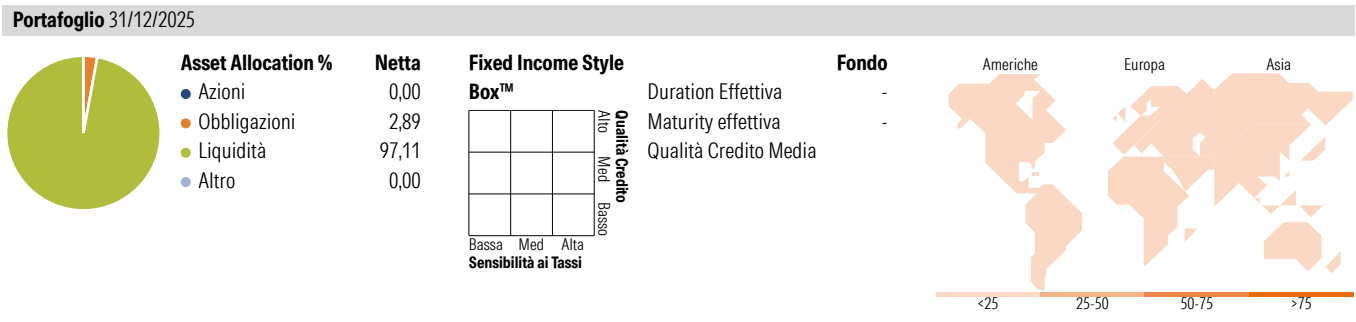 Portafoglio 31/12/2025
Asset Allocation % Netta
Azioni 0,00
Obbligazioni 2,89
Liquidità 97,11
Altro 0,00
Fixed Income Style
Box™
Alto
Med
Basso
Qualità Credito
Bassa Med Alta
Sensibilità ai Tassi
Fondo
Duration Effettiva -
Maturity effettiva -
Qualità Credito Media
Americhe Europa Asia
<25 25-50 50-75 >75